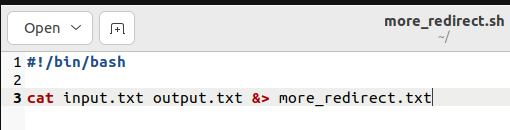 Open
more_redirect.sh
~/
1 #!/bin/bash
2
3 cat input.txt output.txt &> more_redirect.txt